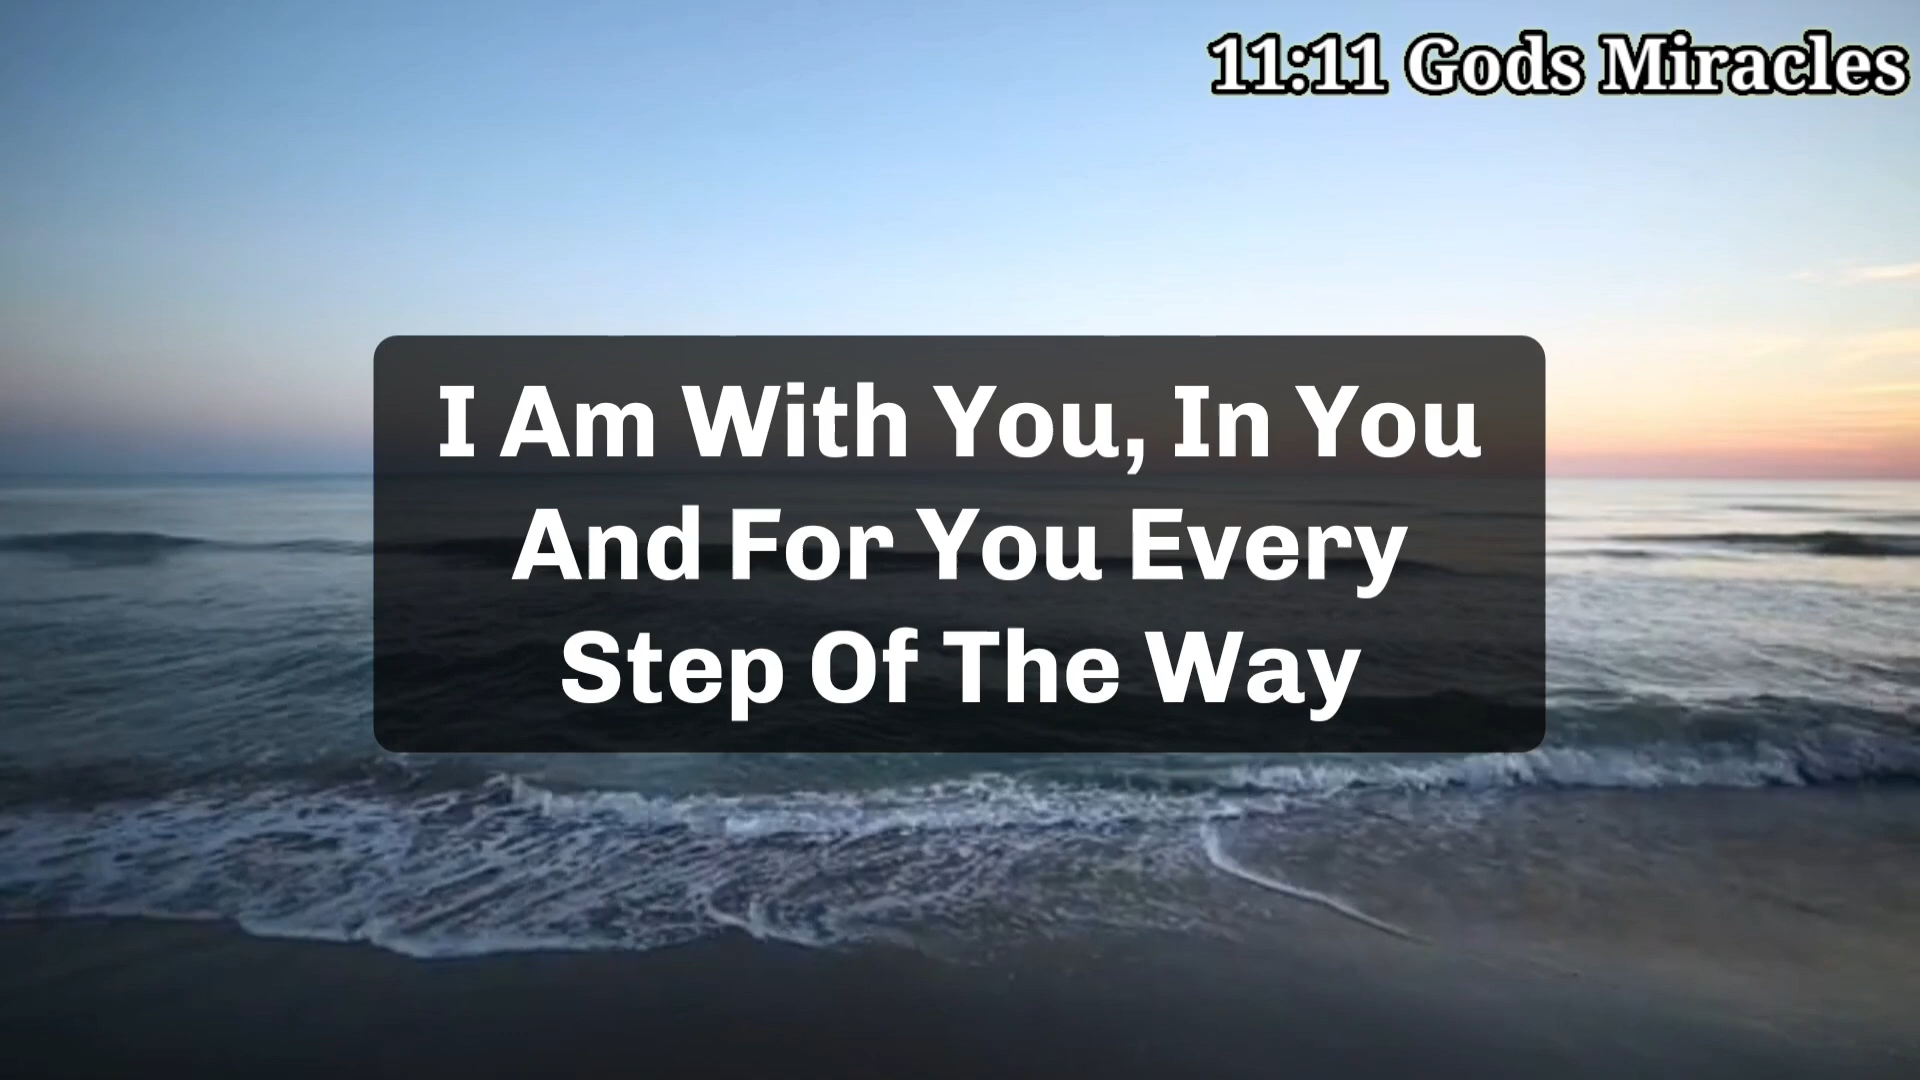 11:11 Gods Miracles
I Am With You, In You
And For You Every
Step Of The Way